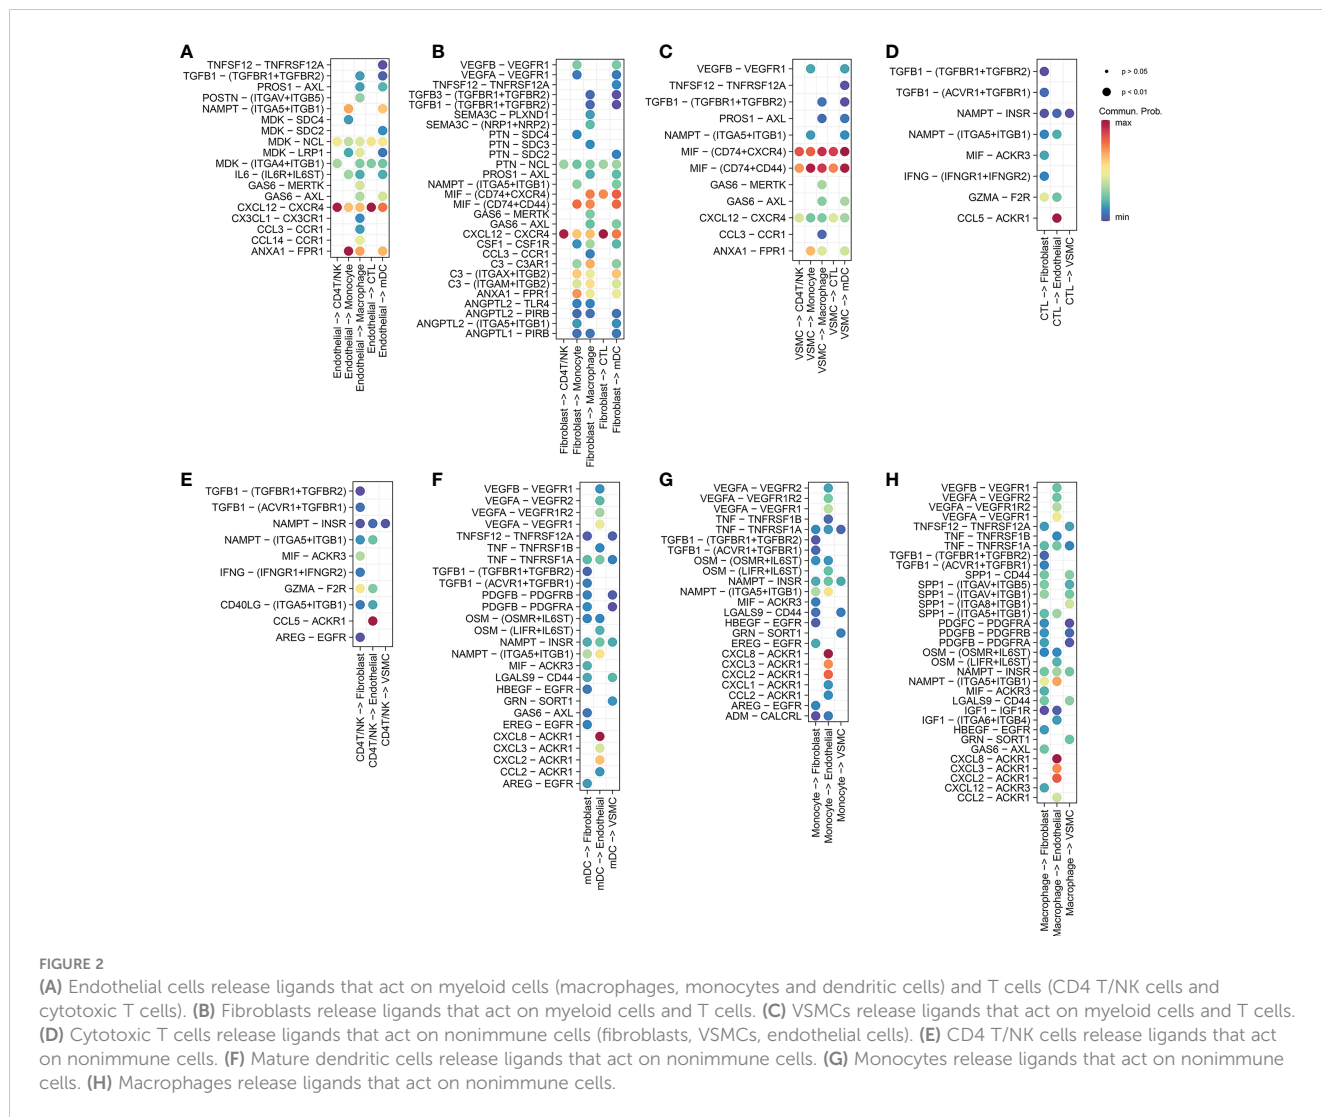 A
TNFSF12 − TNFRSF12A
TGFB1 − (TGFBR1+TGFBR2)
PROS1 − AXL
POSTN − (ITGAV+ITGB5)
NAMPT − (ITGA5+ITGB1)
MDK − SDC4
MDK − SDC2
MDK − NCL
MDK − LRP1
MDK − (ITGA4+ITGB1)
IL6 − (IL6R+IL6ST)
GAS6 − MERTK
GAS6 − AXL
CXCL12 − CXCR4
CX3CL1 − CX3CR1
CCL3 − CCR1
CCL14 − CCR1
ANXA1 − FPR1
Endothelial −> CD4T/NK
Endothelial −> Monocyte
Endothelial −> Macrophage
Endothelial −> CTL
Endothelial −> mDC
B
VEGFB − VEGFR1
VEGFA − VEGFR1
TNFSF12 − TNFRSF12A
TGFB3 − (TGFBR1+TGFBR2)
TGFB1 − (TGFBR1+TGFBR2)
SEMA3C − PLXND1
SEMA3C − (NRP1+NRP2)
PTN − SDC4
PTN − SDC3
PTN − SDC2
PTN − NCL
PROS1 − AXL
NAMPT − (ITGA5+ITGB1)
MIF − (CD74+CXCR4)
MIF − (CD74+CD44)
GAS6 − MERTK
GAS6 − AXL
CXCL12 − CXCR4
CSF1 − CSF1R
CCL3 − CCR1
C3 − C3AR1
C3 − (ITGAX+ITGB2)
C3 − (ITGAM+ITGB2)
ANXA1 − FPR1
ANGPTL2 − TLR4
ANGPTL2 − PIRB
ANGPTL2 − (ITGA5+ITGB1)
ANGPTL1 − PIRB
Fibroblast −> CD4T/NK
Fibroblast −> Monocyte
Fibroblast −> Macrophage
Fibroblast −> CTL
Fibroblast −> mDC
C
VEGFB − VEGFR1
TNFSF12 − TNFRSF12A
TGFB1 − (TGFBR1+TGFBR2)
PROS1 − AXL
NAMPT − (ITGA5+ITGB1)
MIF − (CD74+CXCR4)
MIF − (CD74+CD44)
GAS6 − MERTK
GAS6 − AXL
CXCL12 − CXCR4
CCL3 − CCR1
ANXA1 − FPR1
VSMC −> CD4T/NK
VSMC −> Monocyte
VSMC −> Macrophage
VSMC −> CTL
VSMC −> mDC
D
TGFB1 − (TGFBR1+TGFBR2)
TGFB1 − (ACVR1+TGFBR1)
NAMPT − INSR
NAMPT − (ITGA5+ITGB1)
MIF − ACKR3
IFNG − (IFNGR1+IFNGR2)
GZMA − F2R
CCL5 − ACKR1
CTL −> Fibroblast
CTL −> Endothelial
CTL −> VSMC
p > 0.05
p < 0.01
Commun. Prob.
max
min
E
TGFB1 − (TGFBR1+TGFBR2)
TGFB1 − (ACVR1+TGFBR1)
NAMPT − INSR
NAMPT − (ITGA5+ITGB1)
MIF − ACKR3
IFNG − (IFNGR1+IFNGR2)
GZMA − F2R
CD40LG − (ITGA5+ITGB1)
CCL5 − ACKR1
AREG − EGFR
CD4T/NK −> Fibroblast
CD4T/NK −> Endothelial
CD4T/NK −> VSMC
F
VEGFB − VEGFR1
VEGFA − VEGFR2
VEGFA − VEGFR1R2
VEGFA − VEGFR1
TNFSF12 − TNFRSF12A
TNF − TNFRSF1B
TNF − TNFRSF1A
TGFB1 − (TGFBR1+TGFBR2)
TGFB1 − (ACVR1+TGFBR1)
PDGFB − PDGFRB
PDGFB − PDGFRA
OSM − (OSMR+IL6ST)
OSM − (LIFR+IL6ST)
NAMPT − INSR
NAMPT − (ITGA5+ITGB1)
MIF − ACKR3
LGALS9 − CD44
HBEGF − EGFR
GRN − SORT1
GAS6 − AXL
EREG − EGFR
CXCL8 − ACKR1
CXCL3 − ACKR1
CXCL2 − ACKR1
CCL2 − ACKR1
AREG − EGFR
mDC −> Fibroblast
mDC −> Endothelial
mDC −> VSMC
G
VEGFA − VEGFR2
VEGFA − VEGFR1R2
VEGFA − VEGFR1
TNF − TNFRSF1B
TNF − TNFRSF1A
TGFB1 − (TGFBR1+TGFBR2)
TGFB1 − (ACVR1+TGFBR1)
OSM − (OSMR+IL6ST)
OSM − (LIFR+IL6ST)
NAMPT − INSR
NAMPT − (ITGA5+ITGB1)
MIF − ACKR3
LGALS9 − CD44
HBEGF − EGFR
GRN − SORT1
EREG − EGFR
CXCL8 − ACKR1
CXCL3 − ACKR1
CXCL2 − ACKR1
CXCL1 − ACKR1
CCL2 − ACKR1
AREG − EGFR
ADM − CALCRL
Monocyte −> Fibroblast
Monocyte −> Endothelial
Monocyte −> VSMC
H
VEGFB − VEGFR1
VEGFA − VEGFR2
VEGFA − VEGFR1R2
VEGFA − VEGFR1
TNFSF12 − TNFRSF12A
TNF − TNFRSF1B
TNF − TNFRSF1A
TGFB1 − (TGFBR1+TGFBR2)
TGFB1 − (ACVR1+TGFBR1)
SPP1 − CD44
SPP1 − (ITGAV+ITGB5)
SPP1 − (ITGAV+ITGB1)
SPP1 − (ITGA8+ITGB1)
SPP1 − (ITGA5+ITGB1)
PDGFC − PDGFRA
PDGFB − PDGFRB
PDGFB − PDGFRA
OSM − (OSMR+IL6ST)
OSM − (LIFR+IL6ST)
NAMPT − INSR
NAMPT − (ITGA5+ITGB1)
MIF − ACKR3
LGALS9 − CD44
IGF1 − IGF1R
IGF1 − (ITGA6+ITGB4)
HBEGF − EGFR
GRN − SORT1
GAS6 − AXL
CXCL8 − ACKR1
CXCL3 − ACKR1
CXCL2 − ACKR1
CXCL12 − ACKR3
CCL2 − ACKR1
Macrophage −> Fibroblast
Macrophage −> Endothelial
Macrophage −> VSMC
FIGURE 2
(A) Endothelial cells release ligands that act on myeloid cells (macrophages, monocytes and dendritic cells) and T cells (CD4 T/NK cells and
cytotoxic T cells). (B) Fibroblasts release ligands that act on myeloid cells and T cells. (C) VSMCs release ligands that act on myeloid cells and T cells.
(D) Cytotoxic T cells release ligands that act on nonimmune cells (fibroblasts, VSMCs, endothelial cells). (E) CD4 T/NK cells release ligands that act
on nonimmune cells. (F) Mature dendritic cells release ligands that act on nonimmune cells. (G) Monocytes release ligands that act on nonimmune
cells. (H) Macrophages release ligands that act on nonimmune cells.